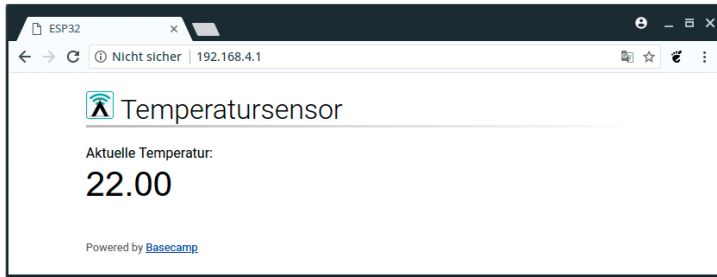 ESP32
Nicht sicher | 192.168.4.1
Temperatursensor
Aktuelle Temperatur:
22.00
Powered by Basecamp